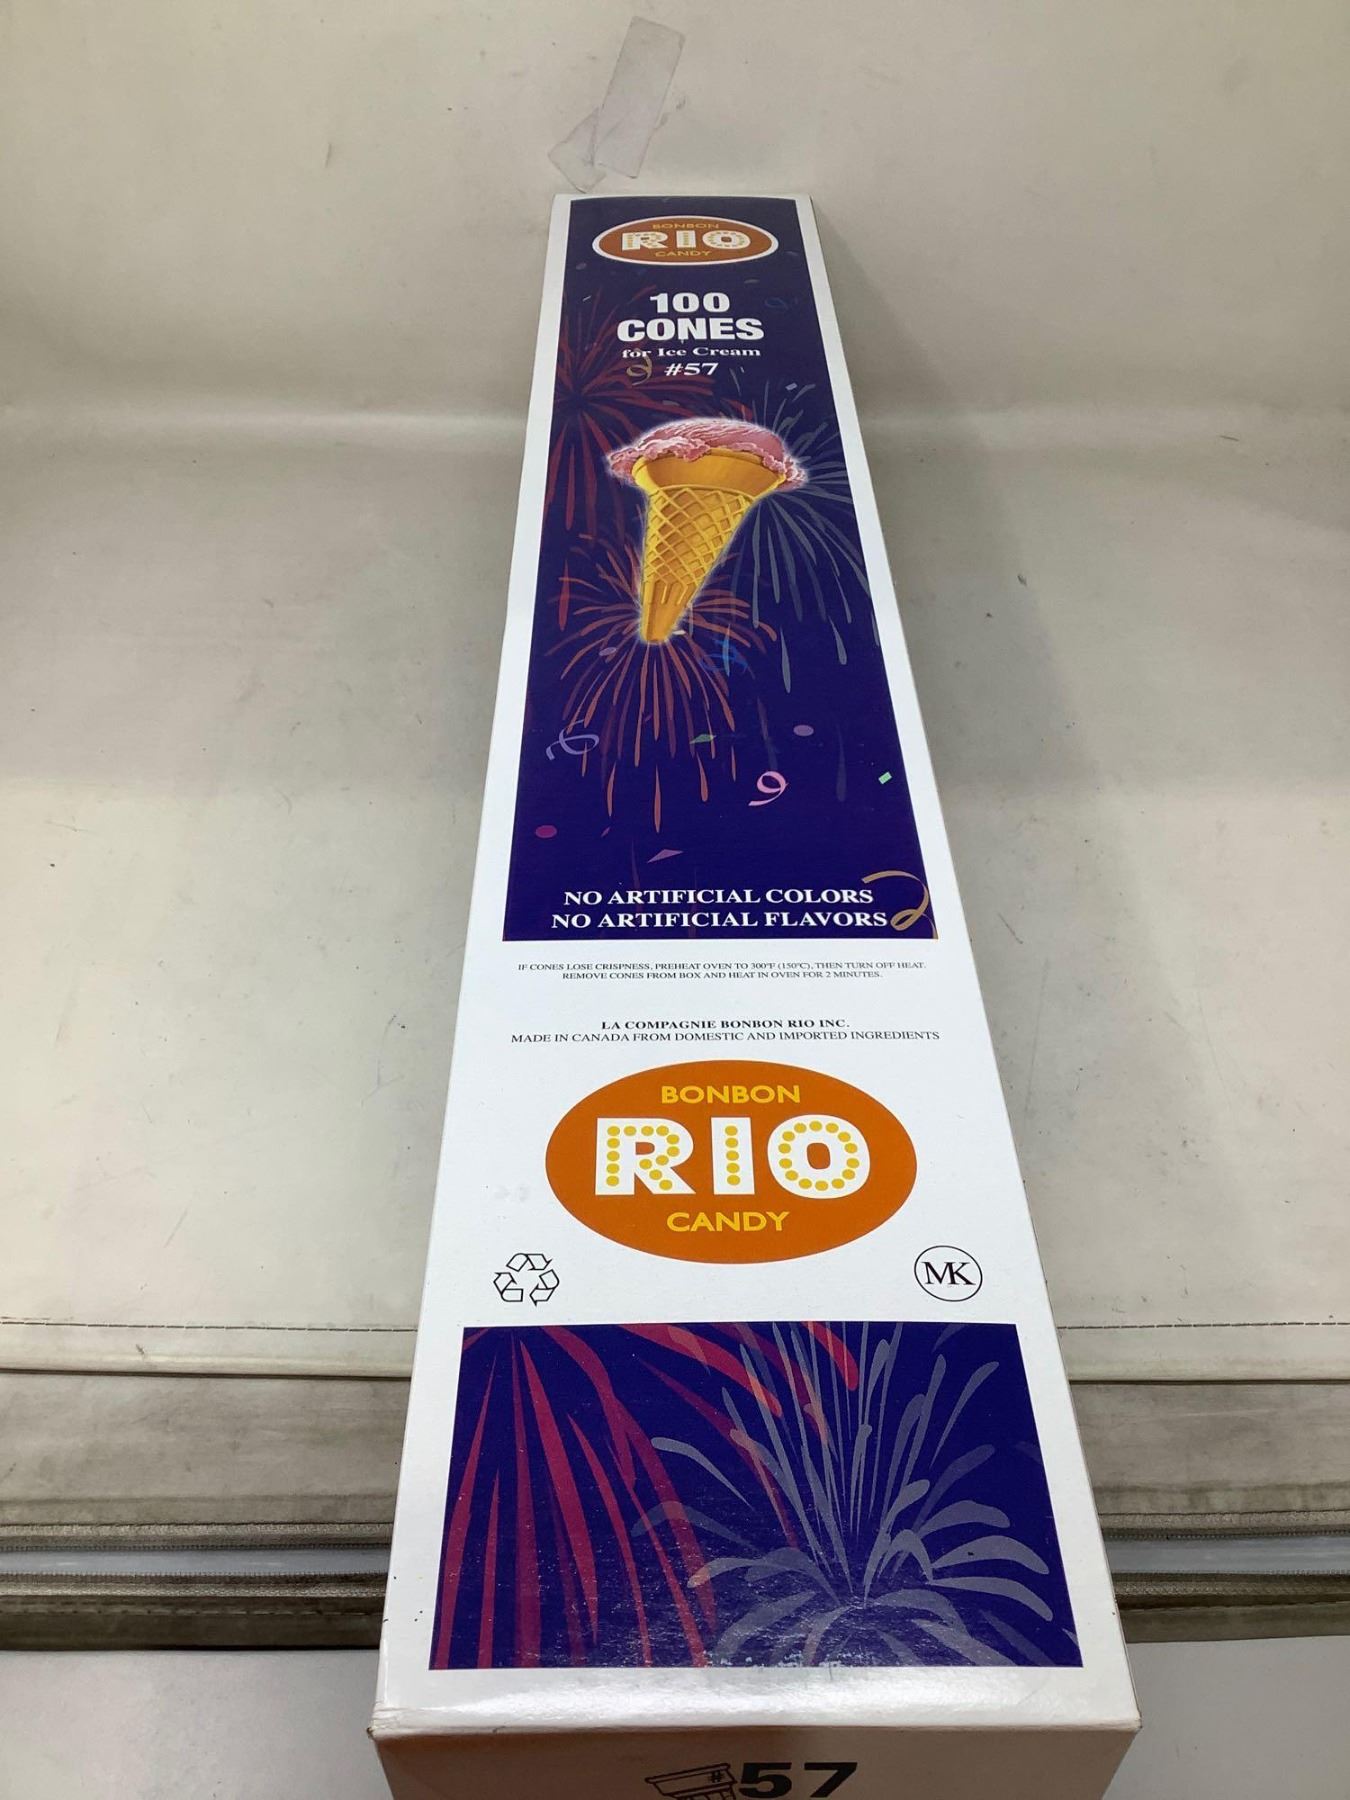 BONBON
RIO
CANDY
100
CONES
for Ice Cream
#57
NO ARTIFICIAL COLORS
NO ARTIFICIAL FLAVORS
IF CONES LOSE CRISPNESS, PREHEAT OVEN TO 300°F (150°C), THEN TURN OFF HEAT.
REMOVE CONES FROM BOX AND HEAT IN OVEN FOR 2 MINUTES.
LA COMPAGNIE BONBON RIO INC.
MADE IN CANADA FROM DOMESTIC AND IMPORTED INGREDIENTS
BONBON
RIO
CANDY
MK
#57